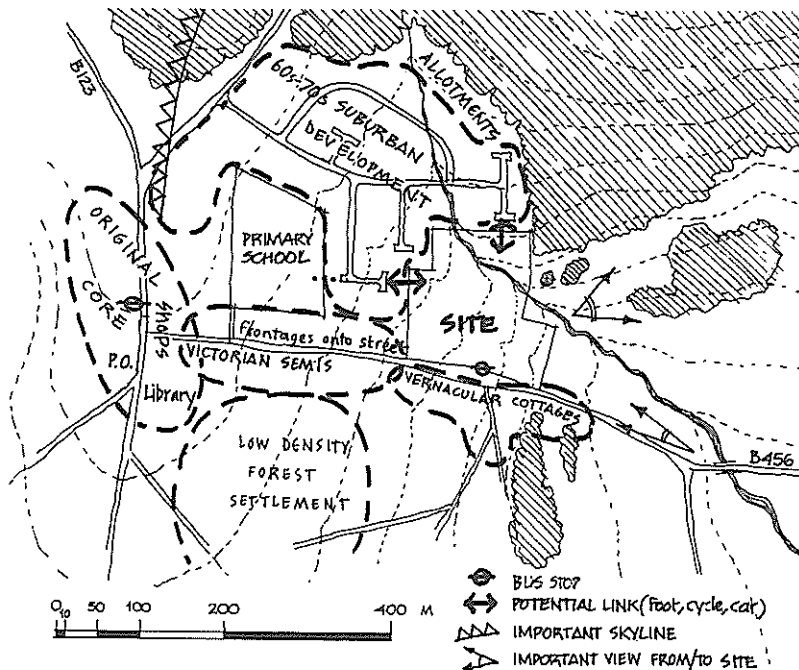 B123
60s-70s SUBURBAN
DEVELOPMENT
ALLOTMENTS
ORIGINAL
CORE
SHOPS
PRIMARY
SCHOOL
SITE
Frontages onto street
VICTORIAN SEMIS
P.O.
Library
VERNACULAR COTTAGES
LOW DENSITY
FOREST
SETTLEMENT
B456
0 10 50 100 400 M
BUS STOP
POTENTIAL LINK (foot, cycle, car)
IMPORTANT SKYLINE
IMPORTANT VIEW FROM/TO SITE